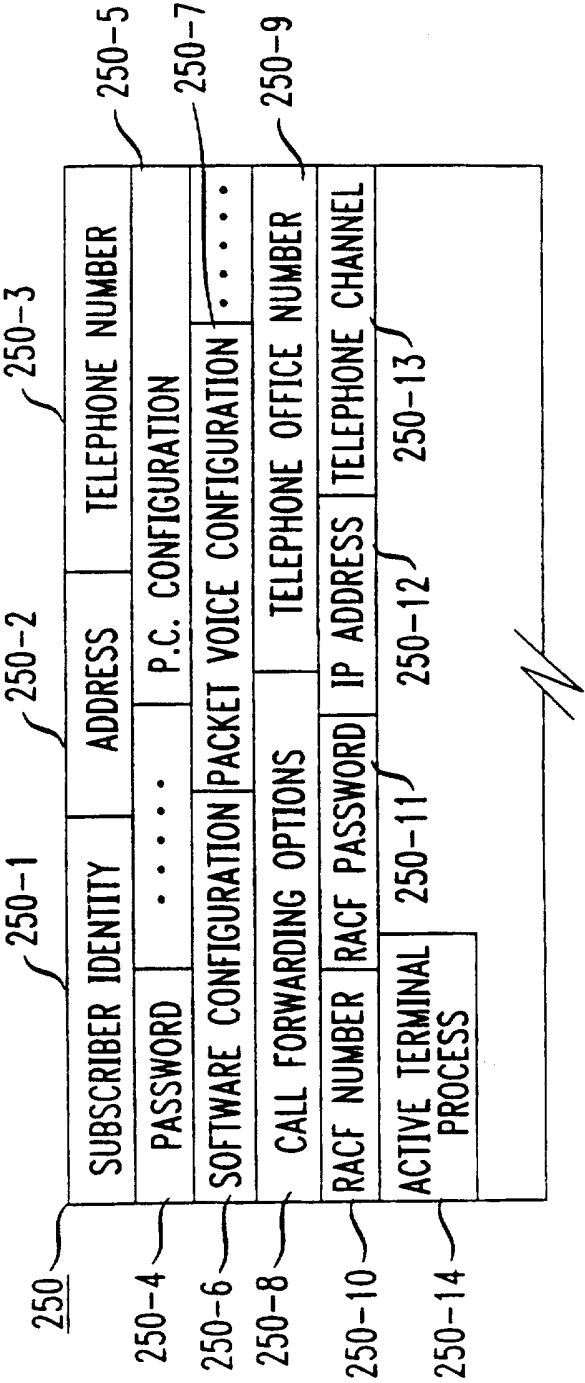 250
250-1
250-2
250-3
SUBSCRIBER IDENTITY
ADDRESS
TELEPHONE NUMBER
250-5
250-4
PASSWORD
......
P.C. CONFIGURATION
250-7
250-6
SOFTWARE CONFIGURATION
PACKET VOICE CONFIGURATION
......
250-8
CALL FORWARDING OPTIONS
TELEPHONE OFFICE NUMBER
250-9
250-10
RACF NUMBER
RACF PASSWORD
IP ADDRESS
TELEPHONE CHANNEL
250-11
250-12
250-13
250-14
ACTIVE TERMINAL
PROCESS